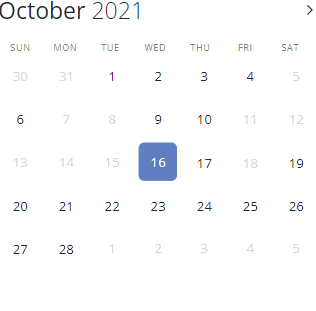 October 2021
SUN MON TUE WED THU FRI SAT
30 31 1 2 3 4 5
6 7 8 9 10 11 12
13 14 15 16 17 18 19
20 21 22 23 24 25 26
27 28 1 2 3 4 5